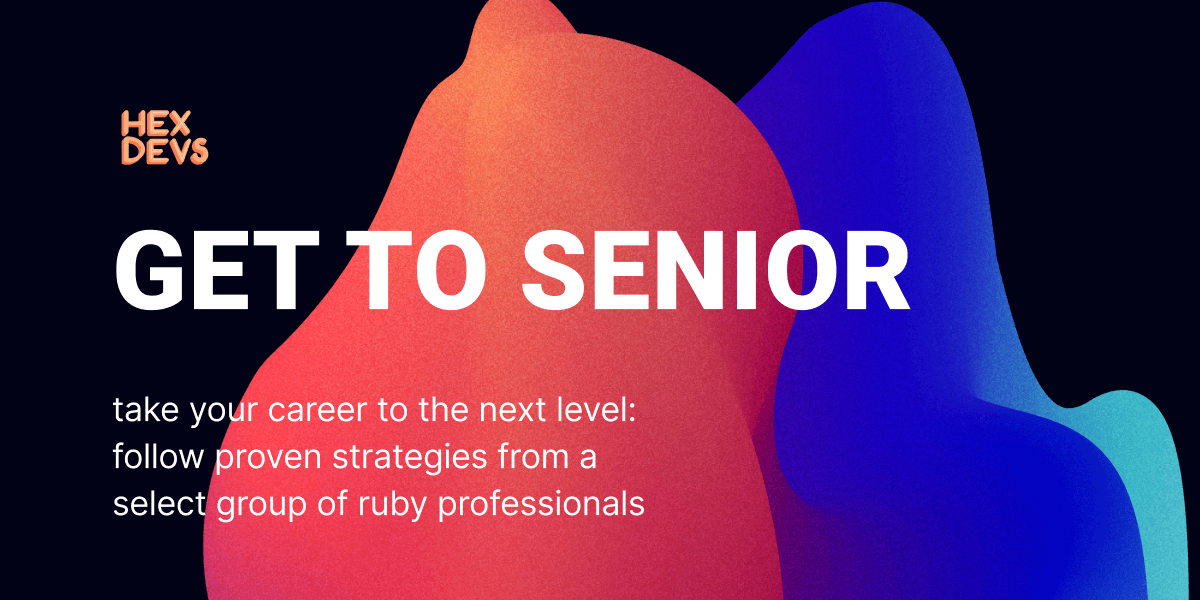 HEX
DEVS
GET TO SENIOR
take your career to the next level:
follow proven strategies from a
select group of ruby professionals